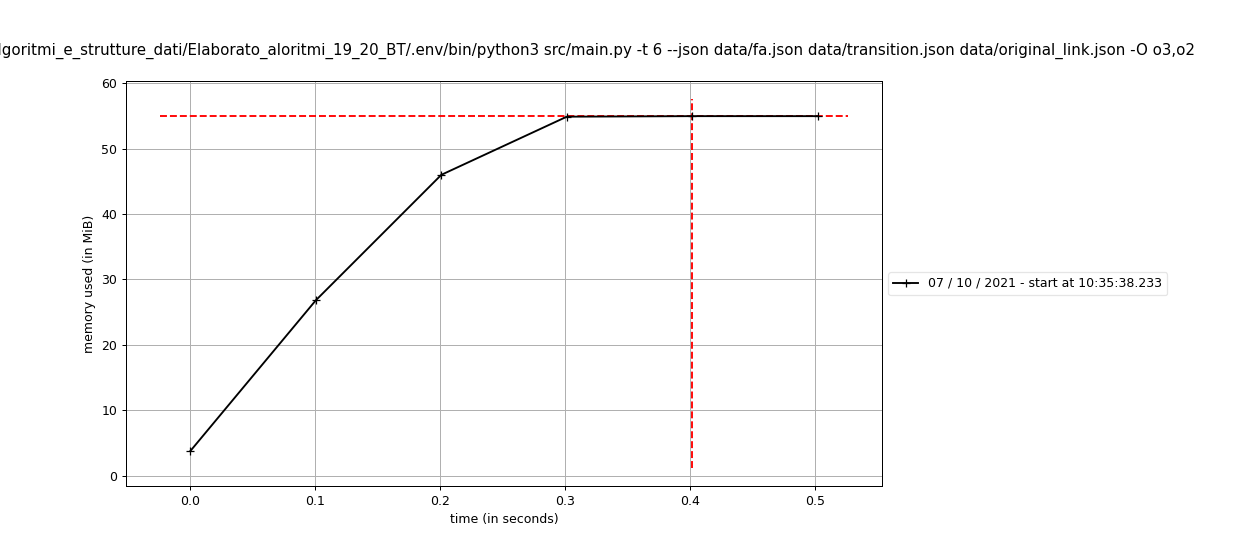 lgoritmi_e_strutture_dati/Elaborato_aloritmi_19_20_BT/.env/bin/python3 src/main.py -t 6 --json data/fa.json data/transition.json data/original_link.json -O o3,o2
60
50
40
30
20
10
0
memory used (in MiB)
07 / 10 / 2021 - start at 10:35:38.233
0.0 0.1 0.2 0.3 0.4 0.5
time (in seconds)